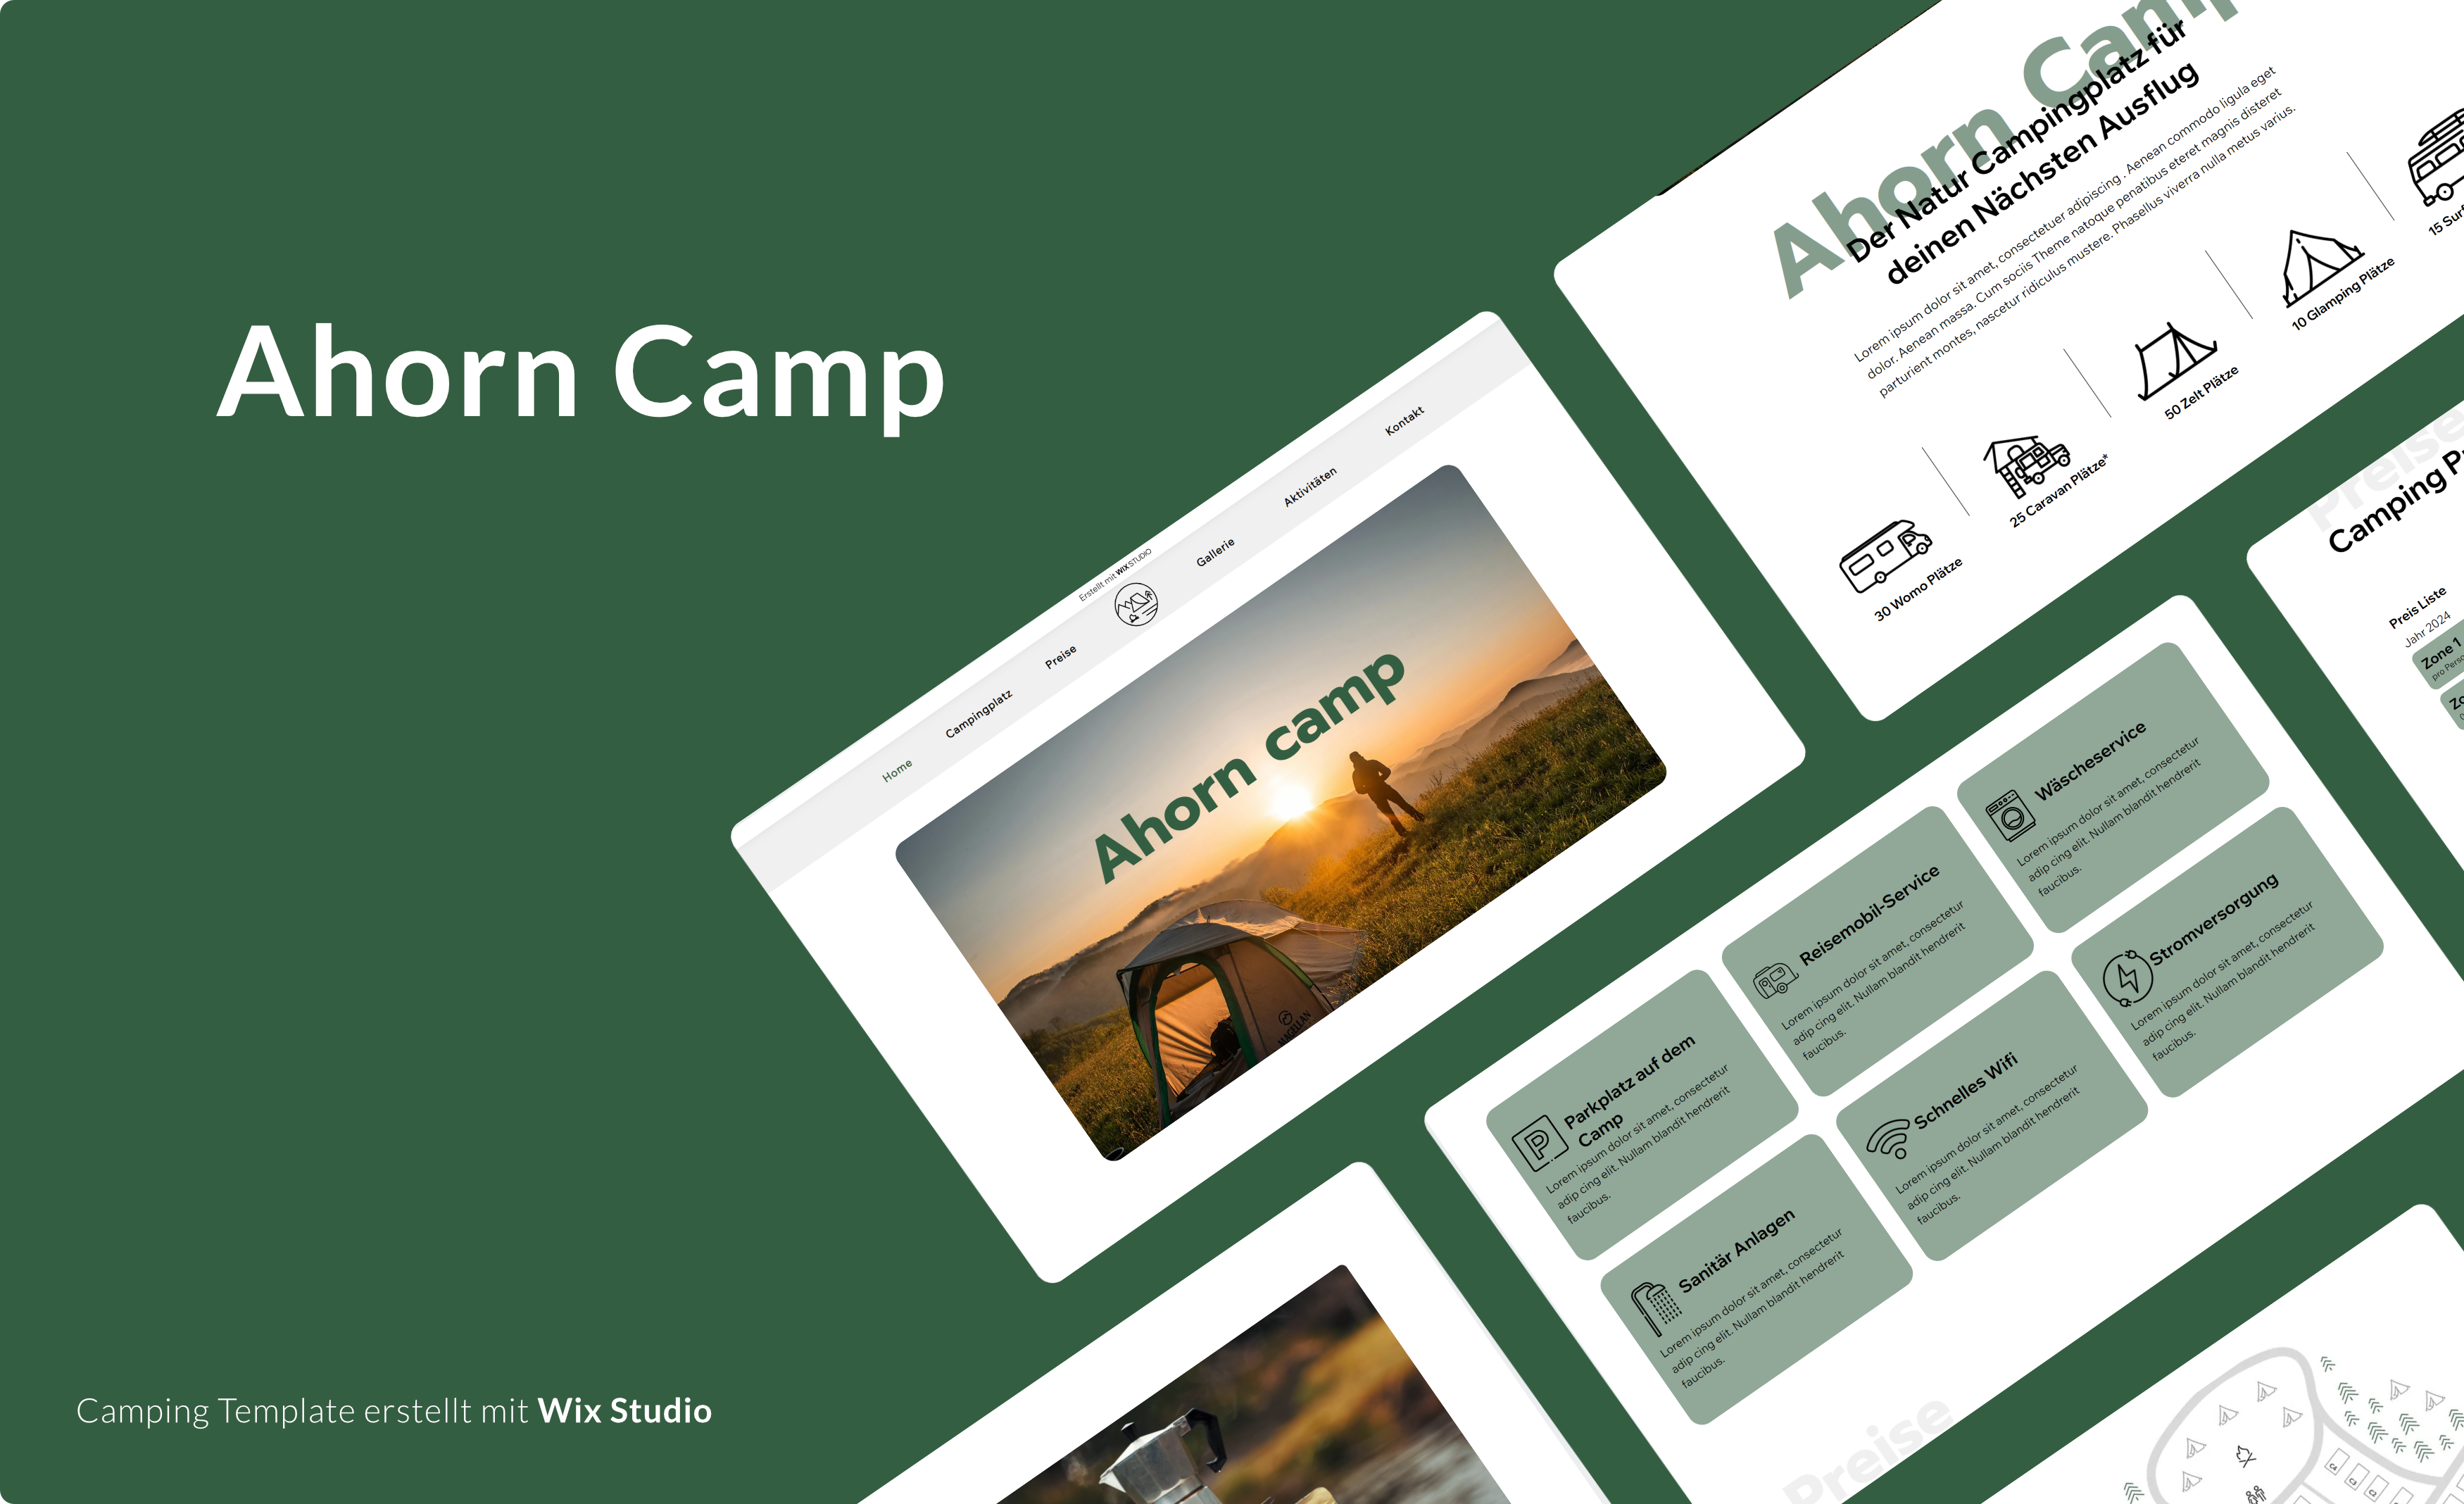 Ahorn Camp
Camping Template erstellt mit Wix Studio
Erstellt mit WIX STUDIO
Home
Campingplatz
Preise
Gallerie
Aktivitäten
Kontakt
Ahorn camp
MAGELLAN
Ahorn Camp
Der Natur Campingplatz für
deinen Nächsten Ausflug
Lorem ipsum dolor sit amet, consectetuer adipiscing . Aenean commodo ligula eget
dolor. Aenean massa. Cum sociis Theme natoque penatibus eteret magnis disteret
parturient montes, nascetur ridiculus mustere. Phasellus viverra nulla metus varius.
30 Womo Plätze
25 Caravan Plätze*
50 Zelt Plätze
10 Glamping Plätze
15 Surf
Parkplatz auf dem
Camp
Lorem ipsum dolor sit amet, consectetur
adip cing elit. Nullam blandit hendrerit
faucibus.
Reisemobil-Service
Lorem ipsum dolor sit amet, consectetur
adip cing elit. Nullam blandit hendrerit
faucibus.
Wäscheservice
Lorem ipsum dolor sit amet, consectetur
adip cing elit. Nullam blandit hendrerit
faucibus.
Sanitär Anlagen
Lorem ipsum dolor sit amet, consectetur
adip cing elit. Nullam blandit hendrerit
faucibus.
Schnelles Wifi
Lorem ipsum dolor sit amet, consectetur
adip cing elit. Nullam blandit hendrerit
faucibus.
Stromversorgung
Lorem ipsum dolor sit amet, consectetur
adip cing elit. Nullam blandit hendrerit
faucibus.
Preise
Camping P
Preis Liste
Jahr 2024
Zone 1
pro Perso
Zo
Preise